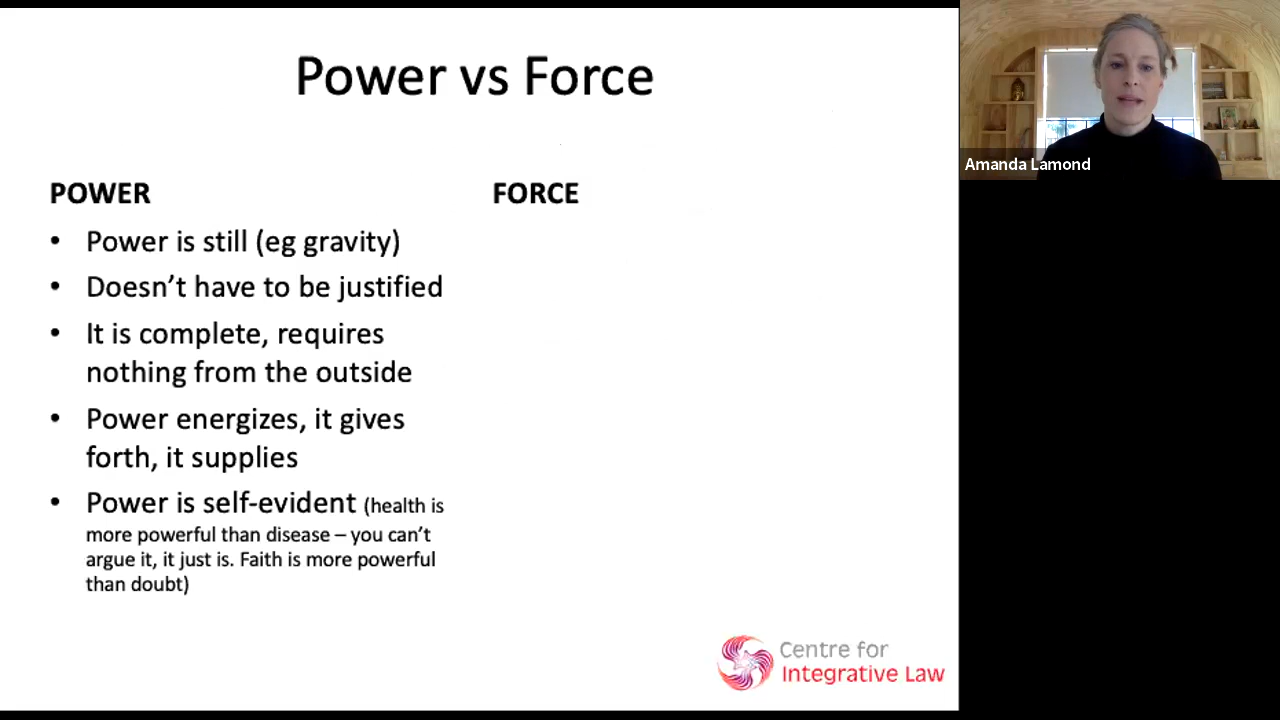 Power vs Force
POWER
• Power is still (eg gravity)
• Doesn’t have to be justified
• It is complete, requires
nothing from the outside
• Power energizes, it gives
forth, it supplies
• Power is self-evident (health is
more powerful than disease – you can’t
argue it, it just is. Faith is more powerful
than doubt)
FORCE
Centre for
Integrative Law
Amanda Lamond